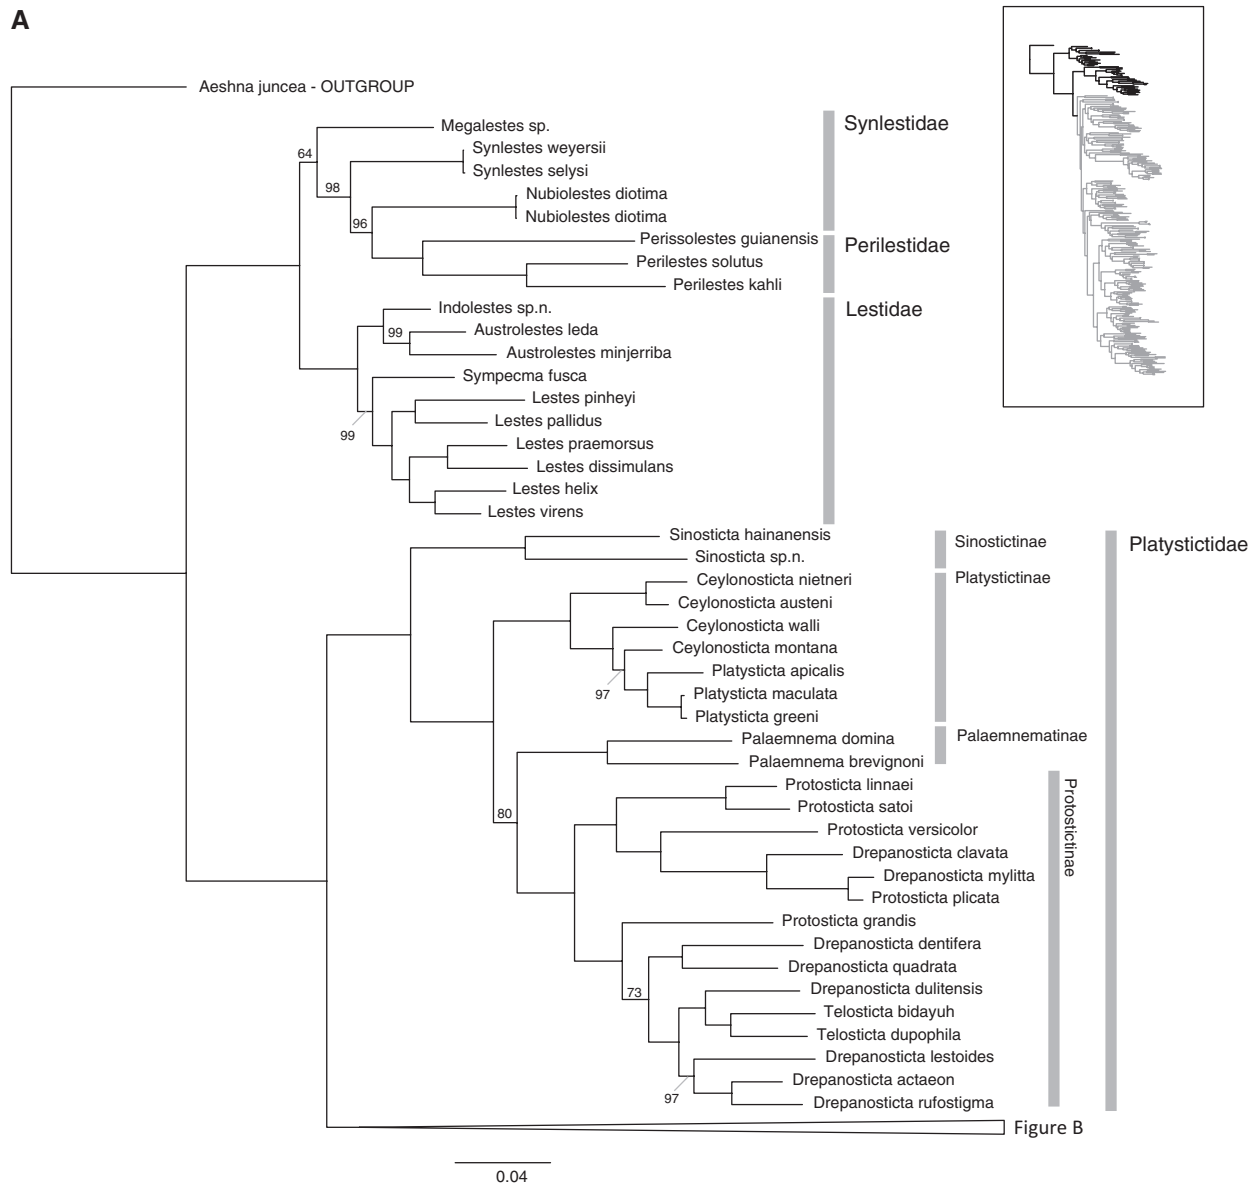 A
Aeshna juncea - OUTGROUP
Megalestes sp.
Synlestidae
64
Synlestes weyersii
Synlestes selysi
98
Nubiolestes diotima
Nubiolestes diotima
96
Perissolestes guianensis
Perilestidae
Perilestes solutus
Perilestes kahli
Indolestes sp.n.
Lestidae
99
Austrolestes leda
Austrolestes minjerriba
Sympecma fusca
Lestes pinheyi
Lestes pallidus
99
Lestes praemorsus
Lestes dissimulans
Lestes helix
Lestes virens
Sinosticta hainanensis
Sinostictinae
Platystictidae
Sinosticta sp.n.
Ceylonosticta nietneri
Platystictinae
Ceylonosticta austeni
Ceylonosticta walli
Ceylonosticta montana
Platysticta apicalis
97
Platysticta maculata
Platysticta greeni
Palaemnema domina
Palaemnematinae
Palaemnema brevignoni
Protosticta linnaei
Protostictinae
Protosticta satoi
80
Protosticta versicolor
Drepanosticta clavata
Drepanosticta mylitta
Protosticta plicata
Protosticta grandis
Drepanosticta dentifera
Drepanosticta quadrata
73
Drepanosticta dulitensis
Telosticta bidayuh
Telosticta dupophila
Drepanosticta lestoides
Drepanosticta actaeon
97
Drepanosticta rufostigma
Figure B
0.04